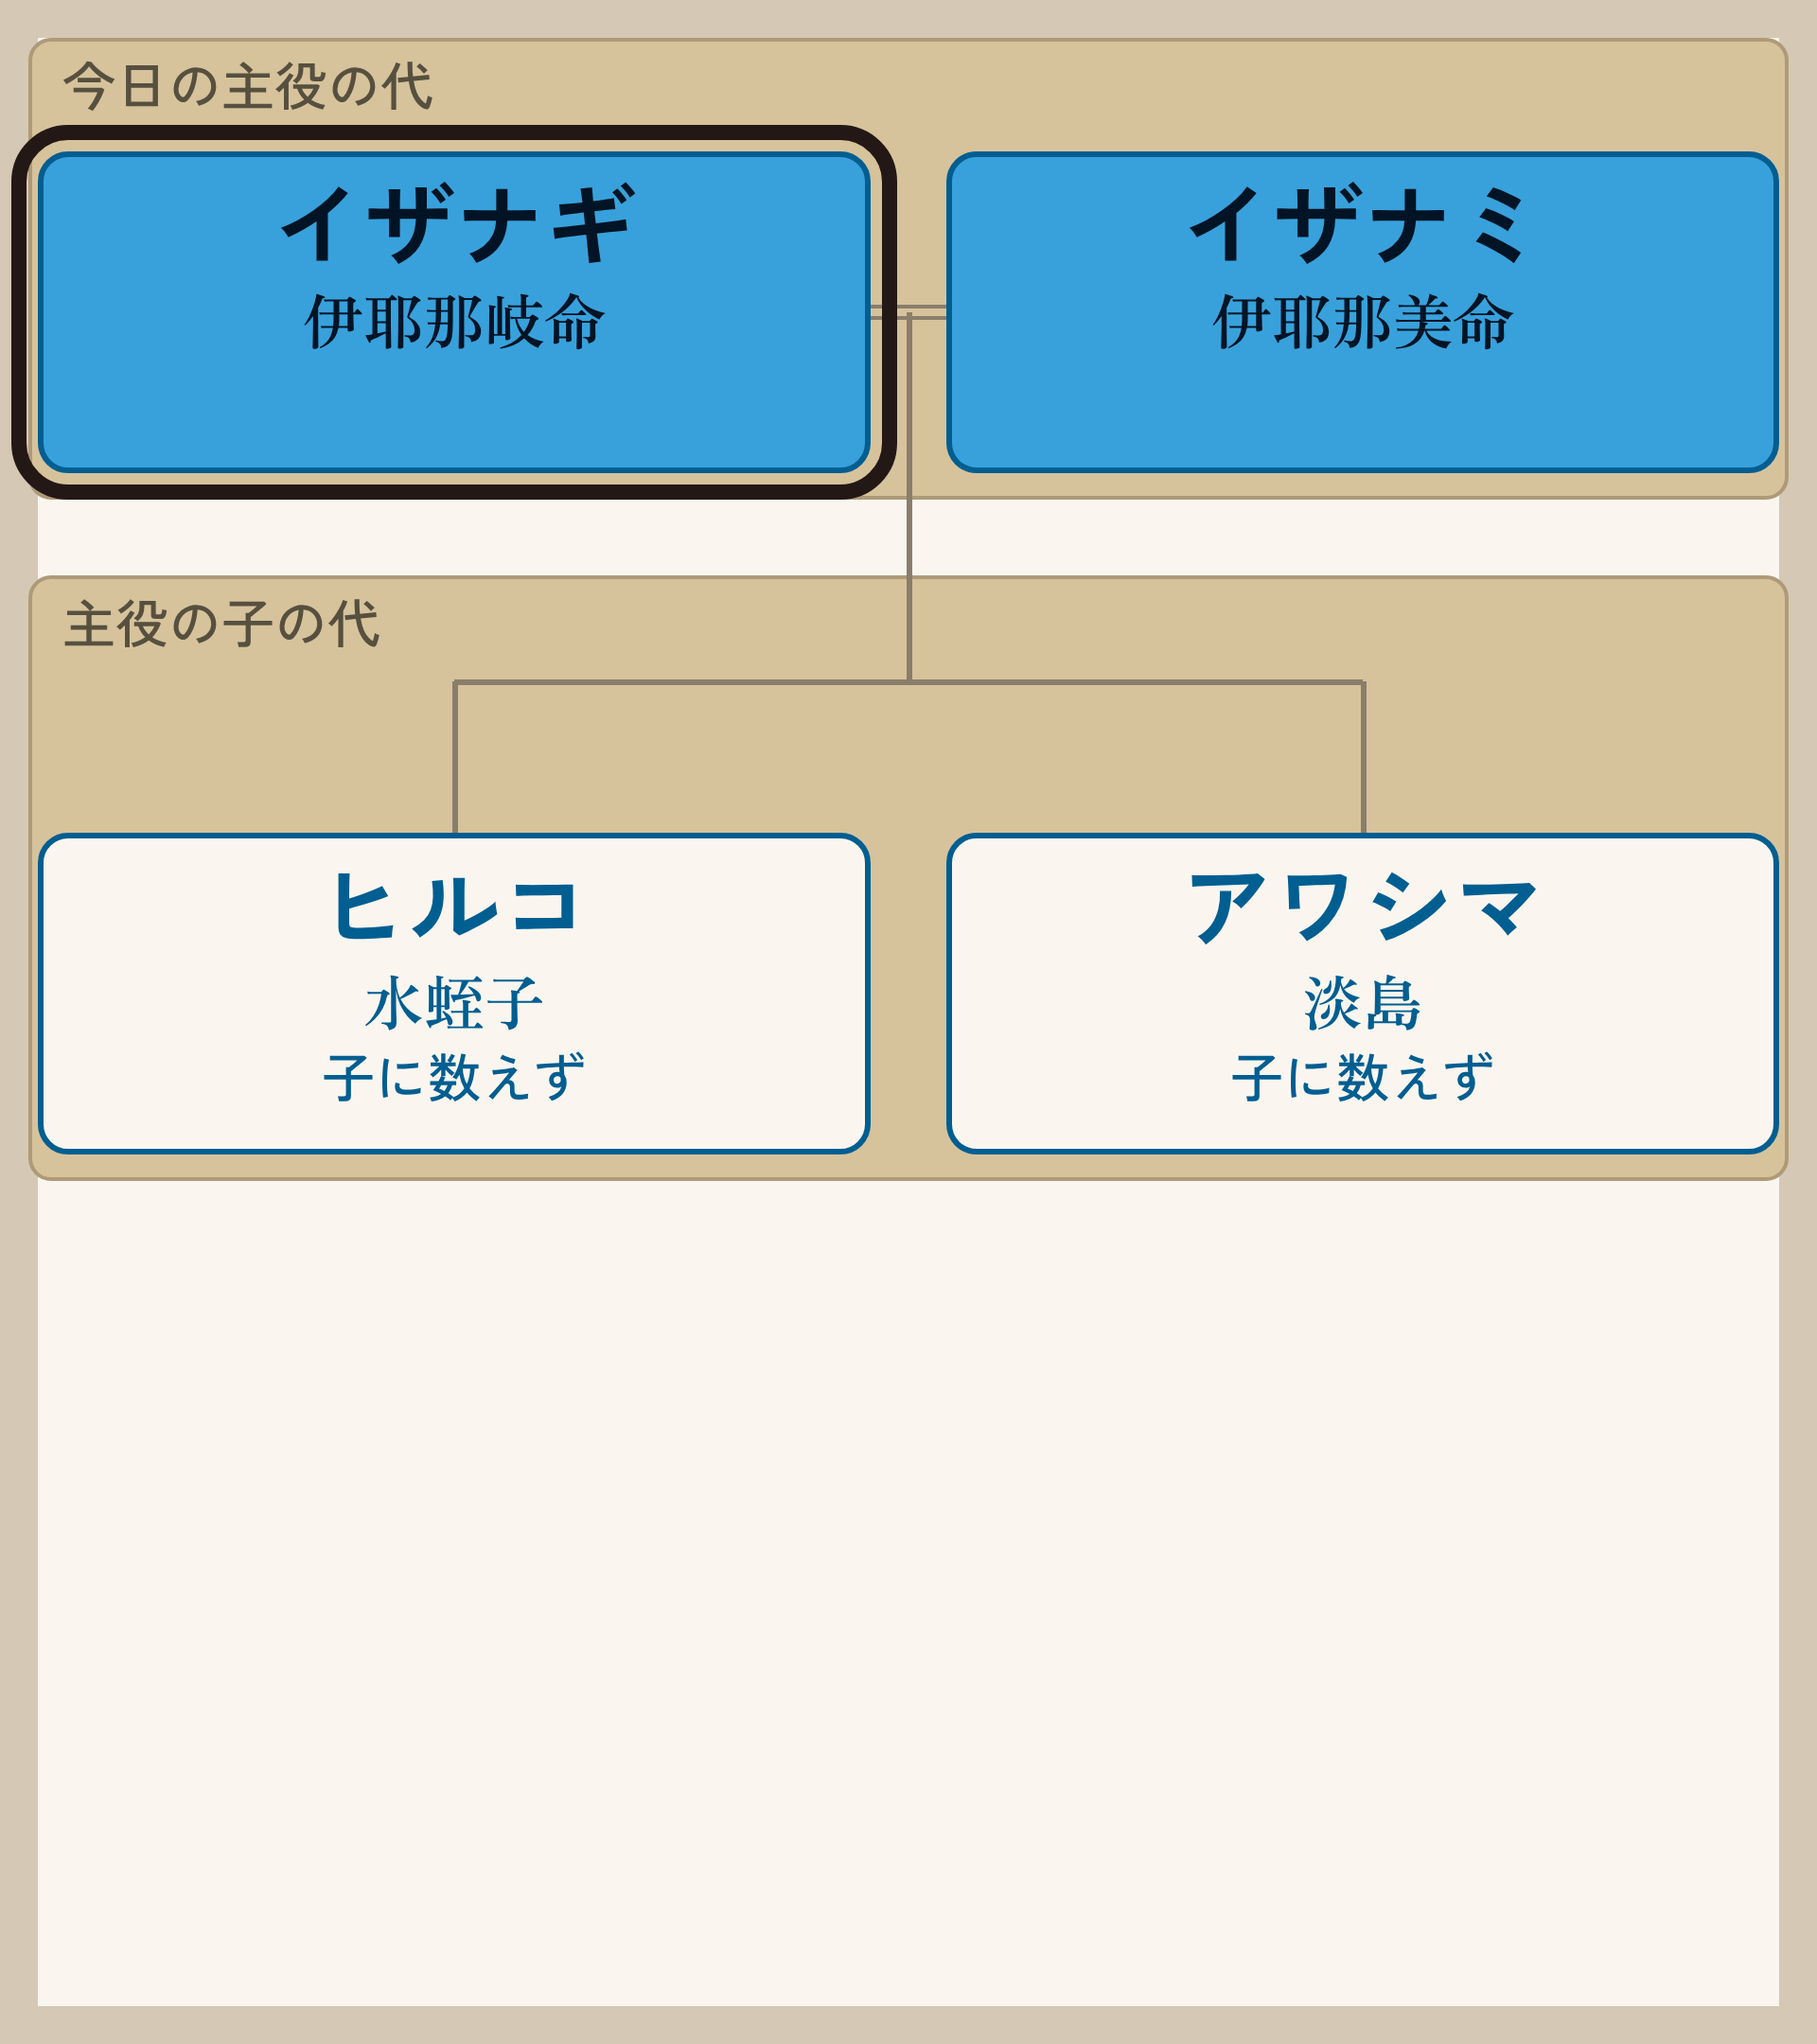 今日の主役の代
イザナギ
伊耶那岐命
イザナミ
伊耶那美命
主役の子の代
ヒルコ
水蛭子
子に数えず
アワシマ
淡島
子に数えず